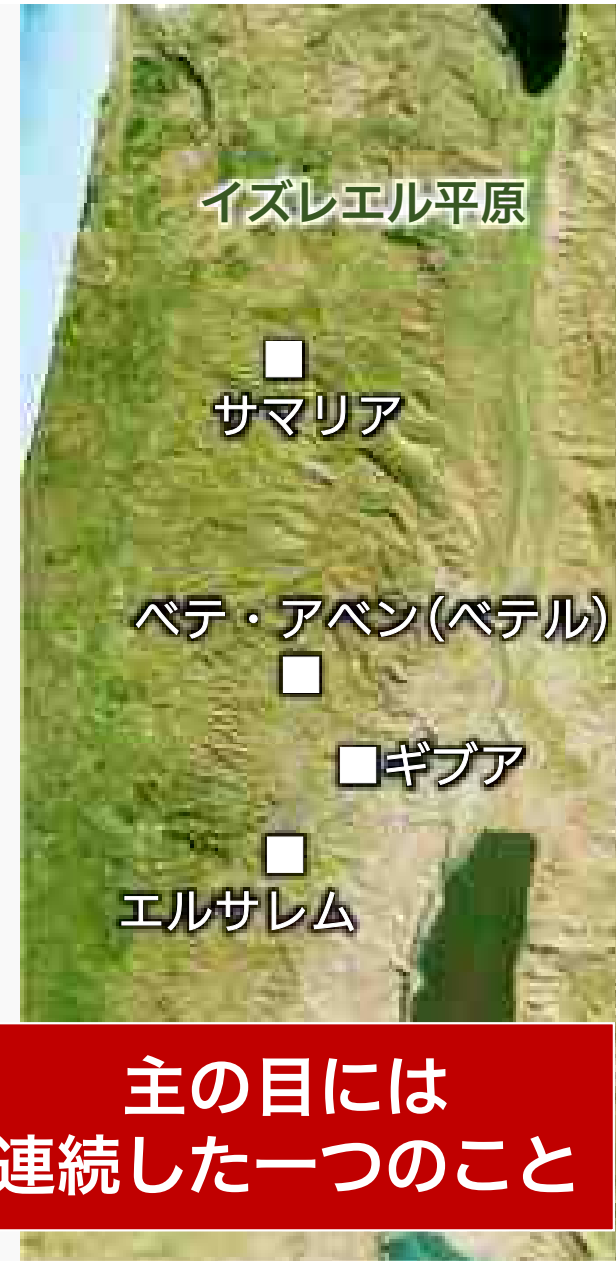 イズレエル平原
サマリア
ベテ・アベン(ベテル)
ギブア
エルサレム
主の目には
連続した一つのこと